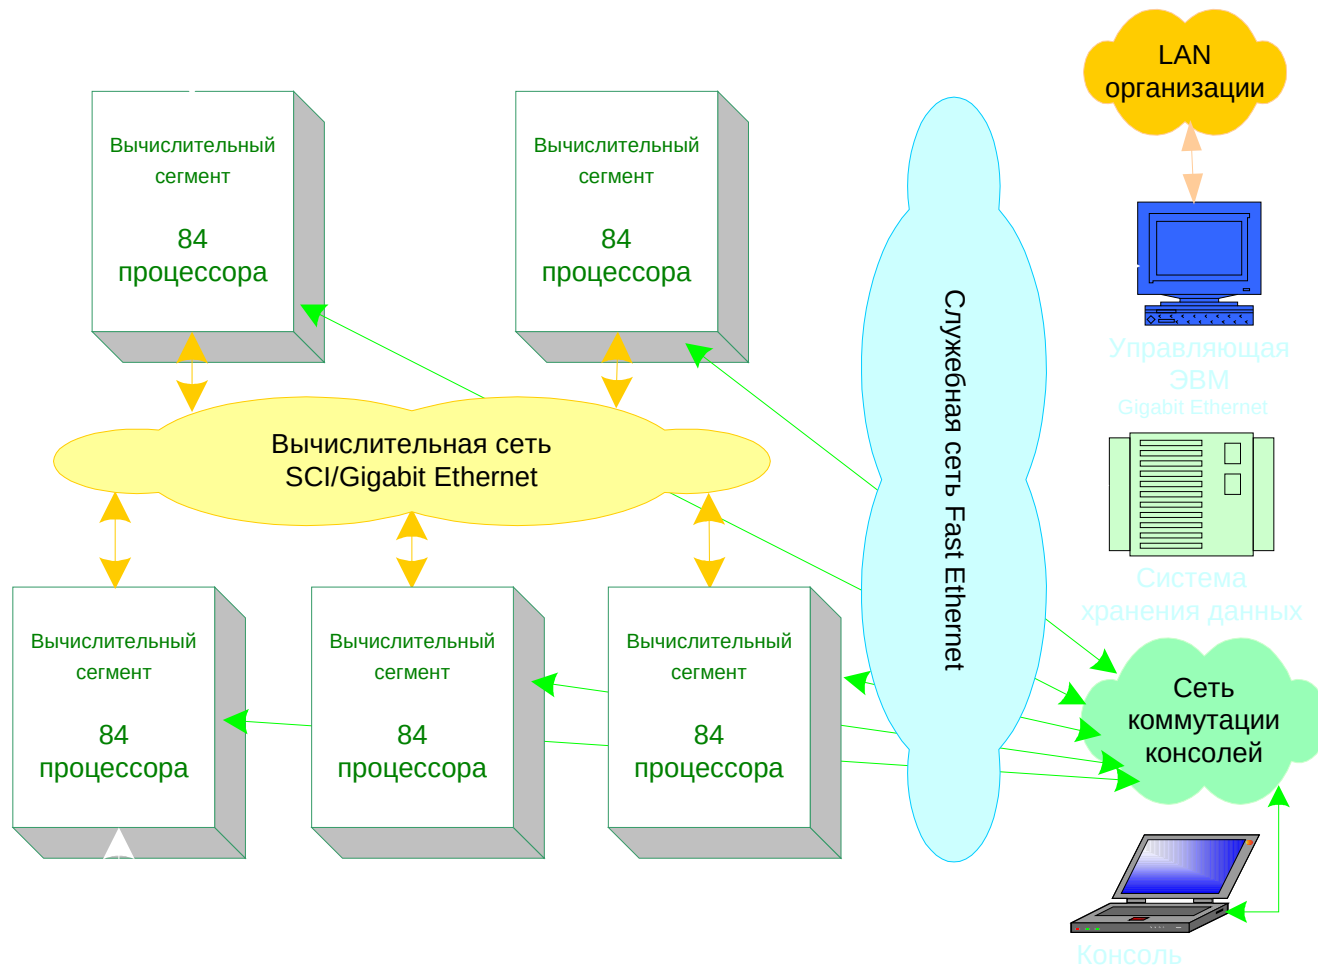 LAN
организации
Вычислительный
сегмент
84
процессора
Вычислительный
сегмент
84
процессора
Служебная сеть Fast Ethernet
Управляющая
ЭВМ
Gigabit Ethernet
Вычислительная сеть
SCI/Gigabit Ethernet
Система
хранения данных
Вычислительный
сегмент
84
процессора
Вычислительный
сегмент
84
процессора
Вычислительный
сегмент
84
процессора
Сеть
коммутации
консолей
Консоль